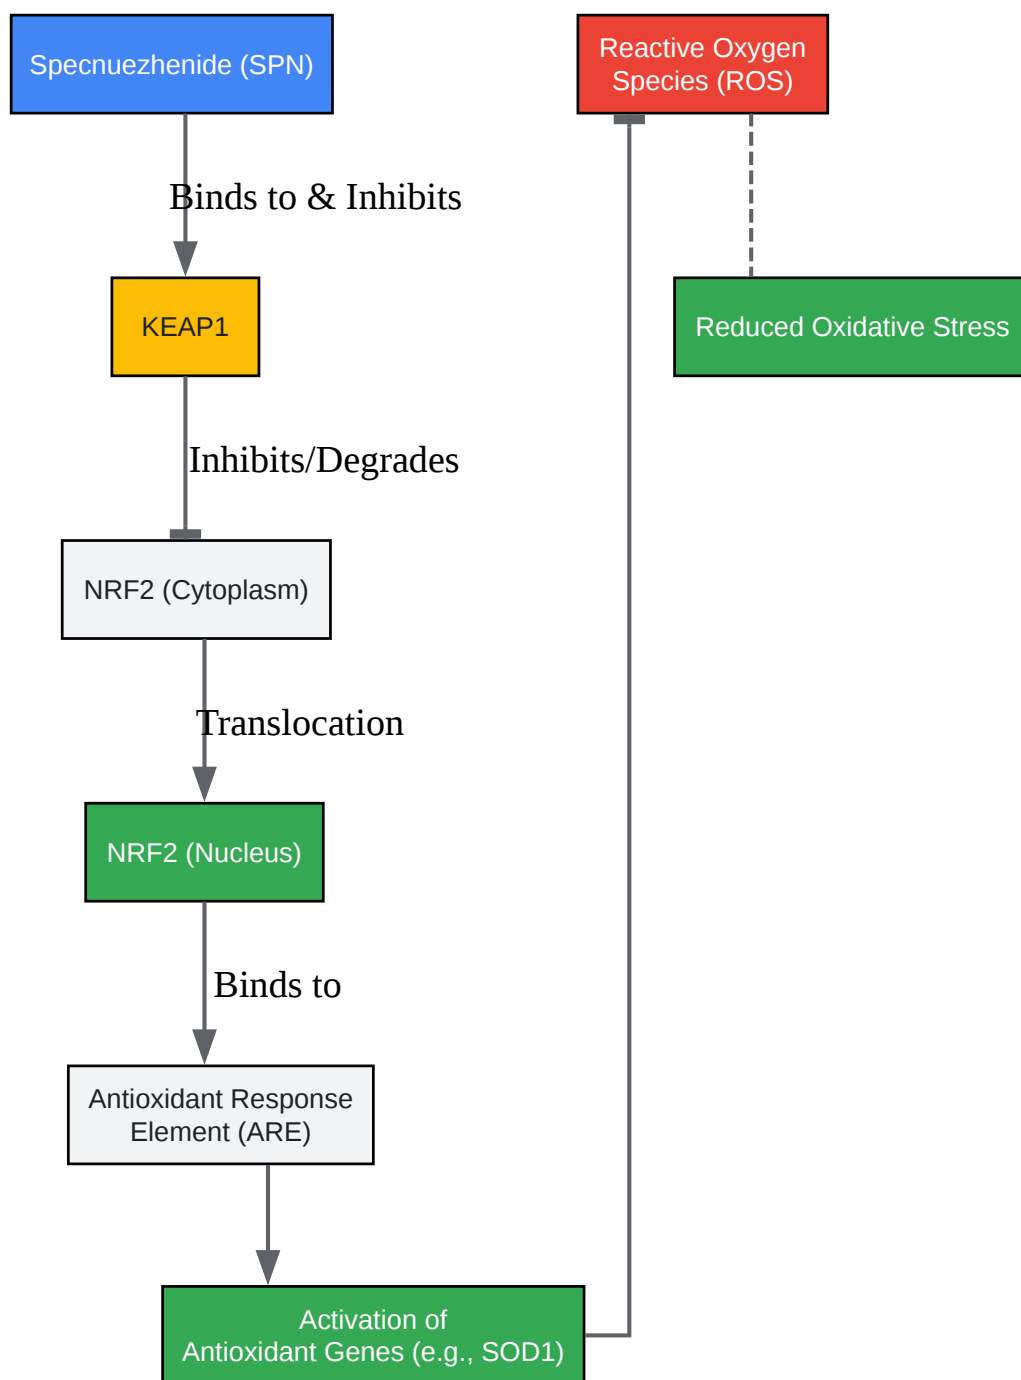 Specnuezhenide (SPN)
Binds to & Inhibits
KEAP1
Inhibits/Degrades
NRF2 (Cytoplasm)
Translocation
NRF2 (Nucleus)
Binds to
Antioxidant Response
Element (ARE)
Activation of
Antioxidant Genes (e.g., SOD1)
Reactive Oxygen
Species (ROS)
Reduced Oxidative Stress